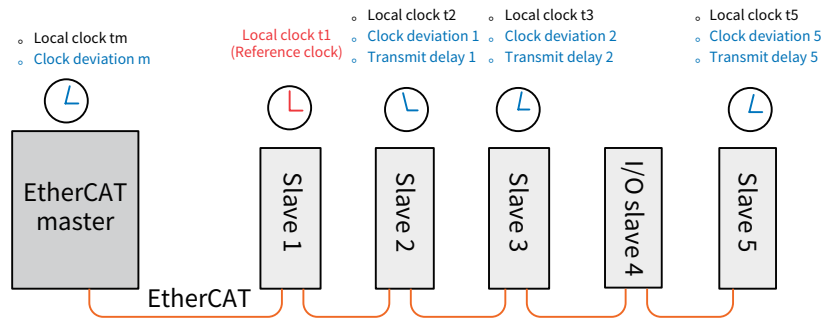 Local clock tm
Clock deviation m
Local clock t1
(Reference clock)
Local clock t2
Clock deviation 1
Transmit delay 1
Local clock t3
Clock deviation 2
Transmit delay 2
Local clock t5
Clock deviation 5
Transmit delay 5
EtherCAT
master
Slave 1
Slave 2
Slave 3
I/O slave 4
Slave 5
EtherCAT